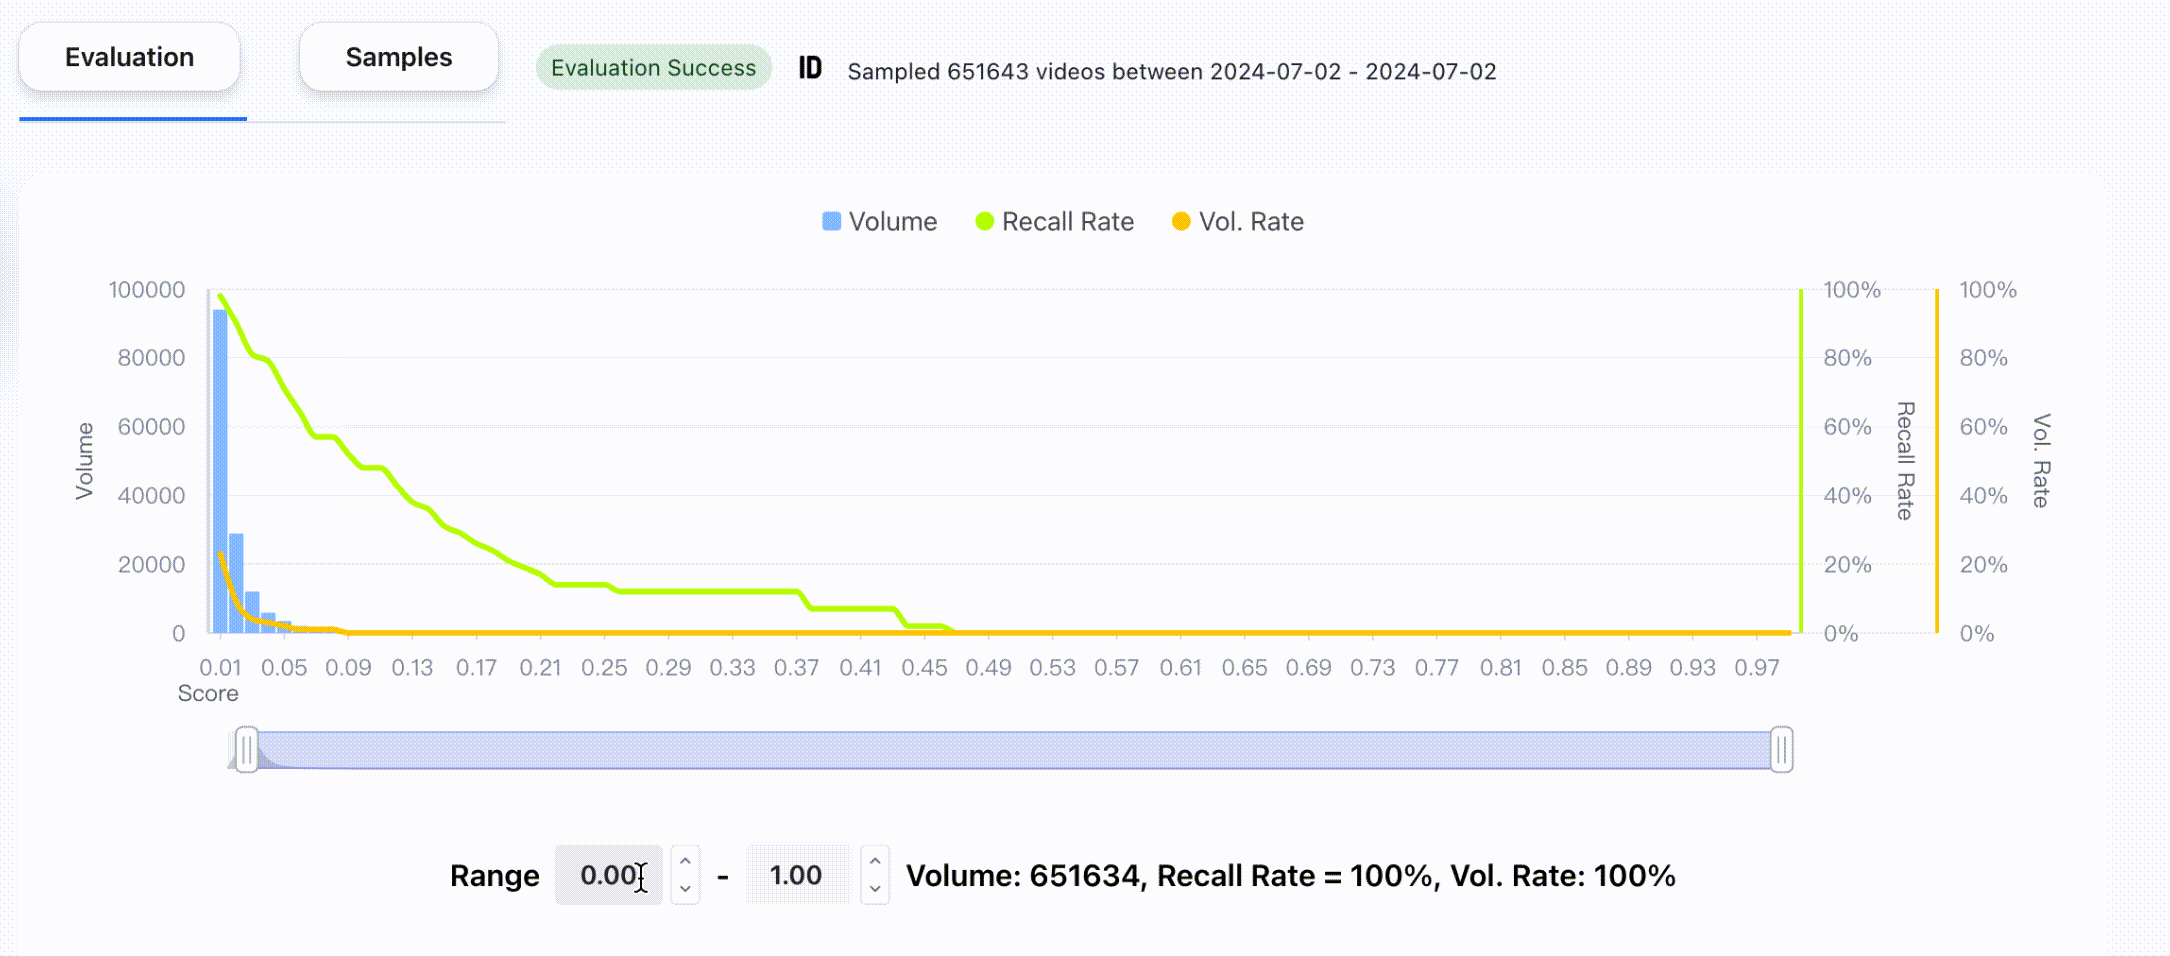 Evaluation
Samples
Evaluation Success
ID
Sampled 651643 videos between 2024-07-02 - 2024-07-02
Volume
Recall Rate
Vol. Rate
100000
80000
60000
40000
20000
0
Volume
100%
80%
60%
40%
20%
0%
Recall Rate
100%
80%
60%
40%
20%
0%
Vol. Rate
0.01 0.05 0.09 0.13 0.17 0.21 0.25 0.29 0.33 0.37 0.41 0.45 0.49 0.53 0.57 0.61 0.65 0.69 0.73 0.77 0.81 0.85 0.89 0.93 0.97
Score
Range 0.00 - 1.00 Volume: 651634, Recall Rate = 100%, Vol. Rate: 100%